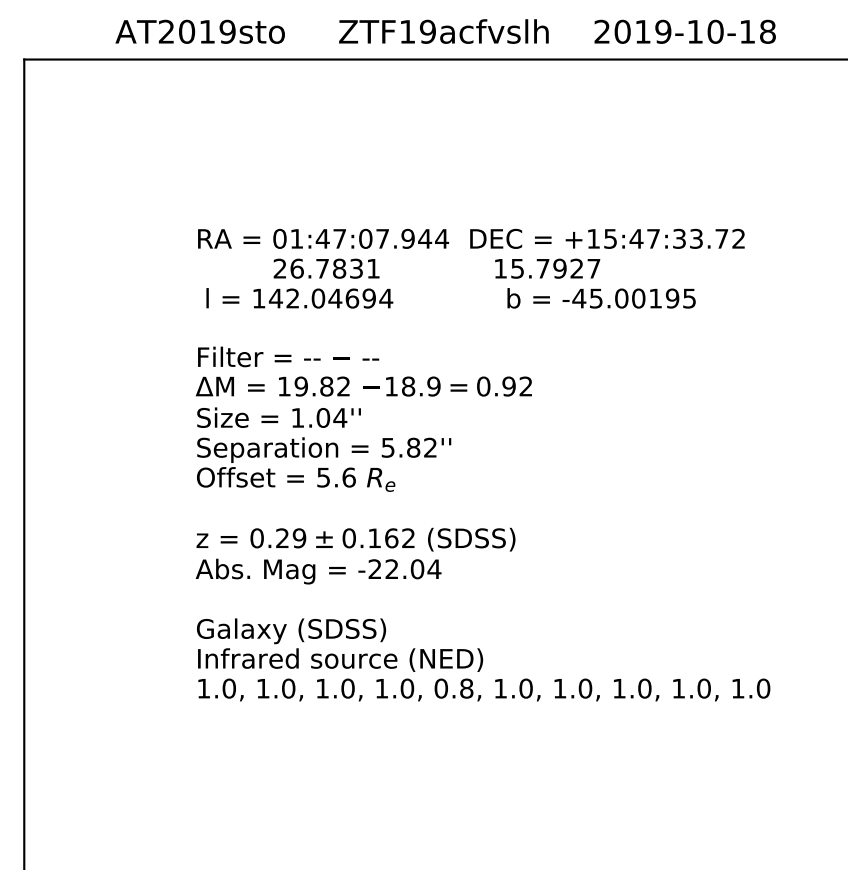 AT2019sto ZTF19acfvslh 2019-10-18
RA = 01:47:07.944 DEC = +15:47:33.72
26.7831 15.7927
l = 142.04694 b = -45.00195
Filter = -- − --
ΔM = 19.82 −18.9 = 0.92
Size = 1.04''
Separation = 5.82''
Offset = 5.6 Re
z = 0.29 ± 0.162 (SDSS)
Abs. Mag = -22.04
Galaxy (SDSS)
Infrared source (NED)
1.0, 1.0, 1.0, 1.0, 0.8, 1.0, 1.0, 1.0, 1.0, 1.0